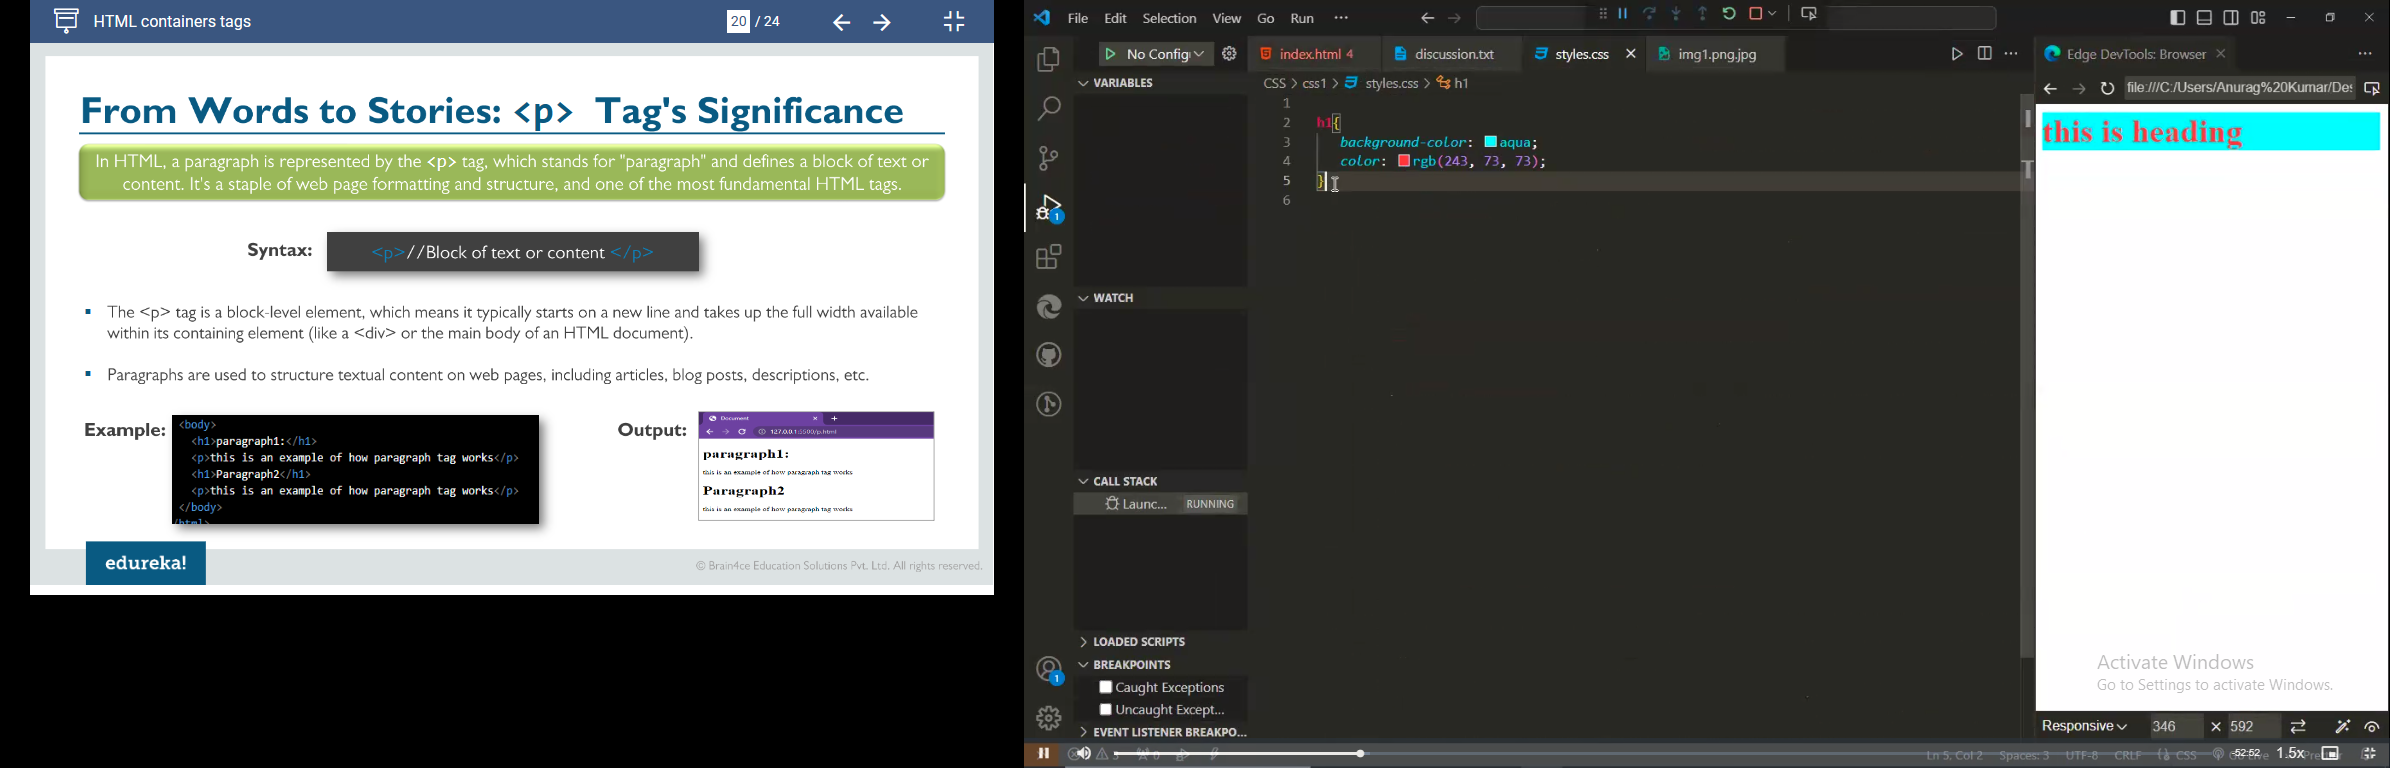 HTML containers tags
20 / 24
From Words to Stories: <p> Tag's Significance
In HTML, a paragraph is represented by the <p> tag, which stands for "paragraph" and defines a block of text or
content. It's a staple of web page formatting and structure, and one of the most fundamental HTML tags.
Syntax:
<p>//Block of text or content </p>
The <p> tag is a block-level element, which means it typically starts on a new line and takes up the full width available
within its containing element (like a <div> or the main body of an HTML document).
Paragraphs are used to structure textual content on web pages, including articles, blog posts, descriptions, etc.
Example:
<body>
<h1>paragraph1:</h1>
<p>this is an example of how paragraph tag works</p>
<h1>Paragraph2</h1>
<p>this is an example of how paragraph tag works</p>
</body>
Output:
Document
127.0.0.1:5500/p.html
paragraph1:
this is an example of how paragraph tag works
Paragraph2
this is an example of how paragraph tag works
edureka!
© Brain4ce Education Solutions Pvt. Ltd. All rights reserved.
File Edit Selection View Go Run ···
No Config
index.html 4
discussion.txt
styles.css
img1.png.jpg
CSS > css1 > styles.css > h1
VARIABLES
WATCH
CALL STACK
Launc... RUNNING
LOADED SCRIPTS
BREAKPOINTS
Caught Exceptions
Uncaught Except...
EVENT LISTENER BREAKPO...
1
2 h1{
3 background-color: aqua;
4 color: rgb(243, 73, 73);
5 }
6
Edge DevTools: Browser
file:///C:/Users/Anurag%20Kumar/Des
this is heading
Activate Windows
Go to Settings to activate Windows.
Responsive 346 × 592
Ln 5, Col 2 Spaces: 3 UTF-8 CRLF CSS
-52:52 1.5x